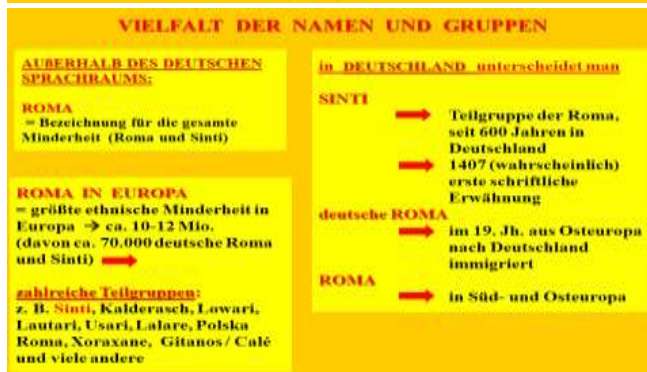 VIELFALT DER NAMEN UND GRUPPEN
AUßERHALB DES DEUTSCHEN
SPRACHRAUMS:
ROMA
= Bezeichnung für die gesamte
Minderheit (Roma und Sinti)
ROMA IN EUROPA
= größte ethnische Minderheit in
Europa → ca. 10-12 Mio.
(davon ca. 70.000 deutsche Roma
und Sinti)
zahlreiche Teilgruppen:
z. B. Sinti, Kalderasch, Lowari,
Lautari, Usari, Lalare, Polska
Roma, Xoraxane, Gitanos / Calé
und viele andere
in DEUTSCHLAND unterscheidet man
SINTI
Teilgruppe der Roma,
seit 600 Jahren in
Deutschland
1407 (wahrscheinlich)
erste schriftliche
Erwähnung
deutsche ROMA
im 19. Jh. aus Osteuropa
nach Deutschland
immigriert
ROMA
in Süd- und Osteuropa